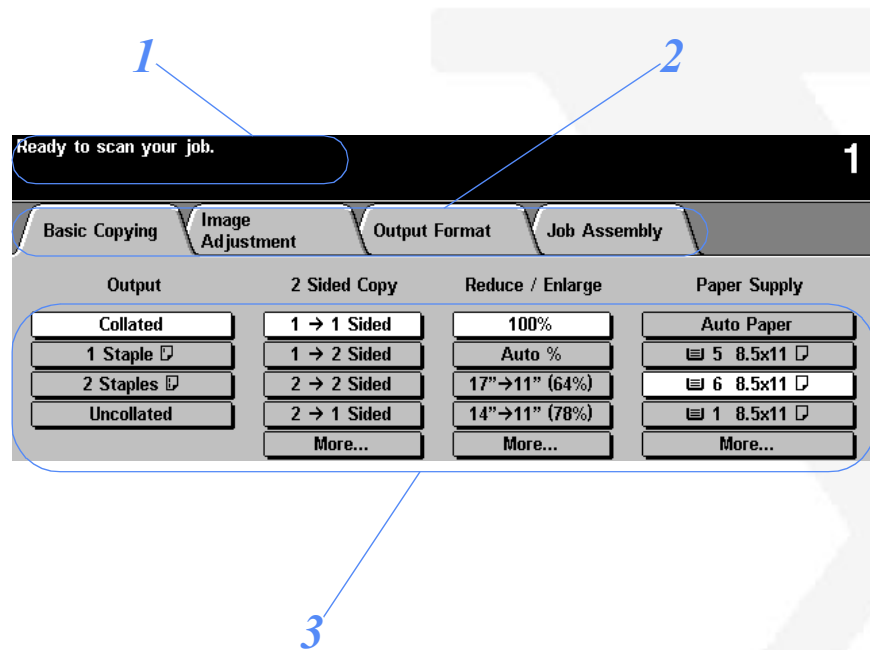 1
2
Ready to scan your job.
1
Basic Copying
Image
Adjustment
Output Format
Job Assembly
Output
2 Sided Copy
Reduce / Enlarge
Paper Supply
Collated
1 → 1 Sided
100%
Auto Paper
1 Staple
1 → 2 Sided
Auto %
5 8.5x11
2 Staples
2 → 2 Sided
17”→11” (64%)
6 8.5x11
Uncollated
2 → 1 Sided
14”→11” (78%)
1 8.5x11
More...
More...
More...
3